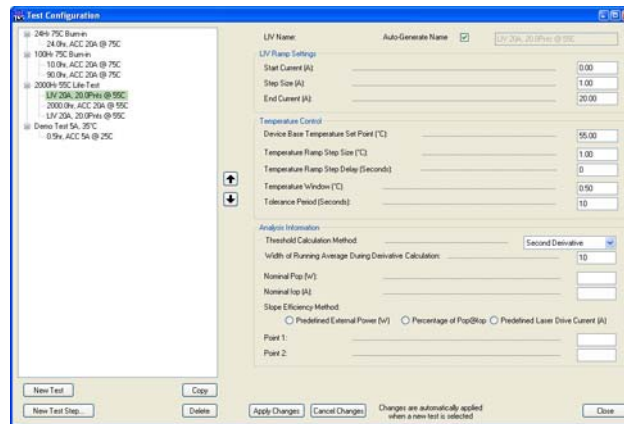 Test Configuration
24Hr 75C Burn-in
24.0hr, ACC 20A @ 75C
100Hr 75C Burn-in
10.0hr, ACC 20A @ 75C
90.0hr, ACC 20A @ 75C
2000Hr 55C Life-Test
LIV 20A, 20.0Pnts @ 55C
2000.0hr, ACC 20A @ 55C
LIV 20A, 20.0Pnts @ 55C
Demo Test 5A, 35°C
0.5hr, ACC 5A @ 25C
New Test
Copy
New Test Step...
Delete
LIV Name:
Auto-Generate Name
LIV 20A, 20.0Pnts @ 55C
LIV Ramp Settings
Start Current (A):
0.00
Step Size (A):
1.00
End Current (A):
20.00
Temperature Control
Device Base Temperature Set Point (°C):
55.00
Temperature Ramp Step Size (°C):
1.00
Temperature Ramp Step Delay (Seconds):
0
Temperature Window (°C):
0.50
Tolerance Period (Seconds):
10
Analysis Information
Threshold Calculation Method:
Second Derivative
Width of Running Average During Derivative Calculation:
10
Nominal Pop (W):
Nominal Iop (A):
Slope Efficiency Method:
Predefined External Power (W)
Percentage of Pop@Iop
Predefined Laser Drive Current (A)
Point 1:
Point 2:
Apply Changes
Cancel Changes
Changes are automatically applied
when a new test is selected
Close